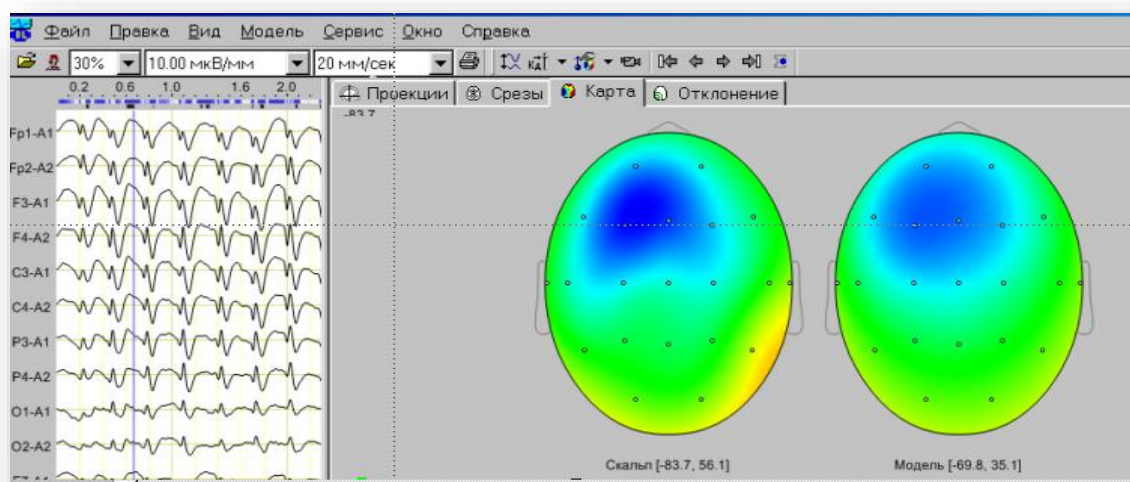 Файл Правка Вид Модель Сервис Окно Справка
30% 10.00 мкВ/мм 20 мм/сек
0.2 0.6 1.0 1.6 2.0
Проекции Срезы Карта Отклонение
-83.7
Fp1-A1
Fp2-A2
F3-A1
F4-A2
C3-A1
C4-A2
P3-A1
P4-A2
O1-A1
O2-A2
Скальп [-83.7, 56.1] Модель [-69.8, 35.1]